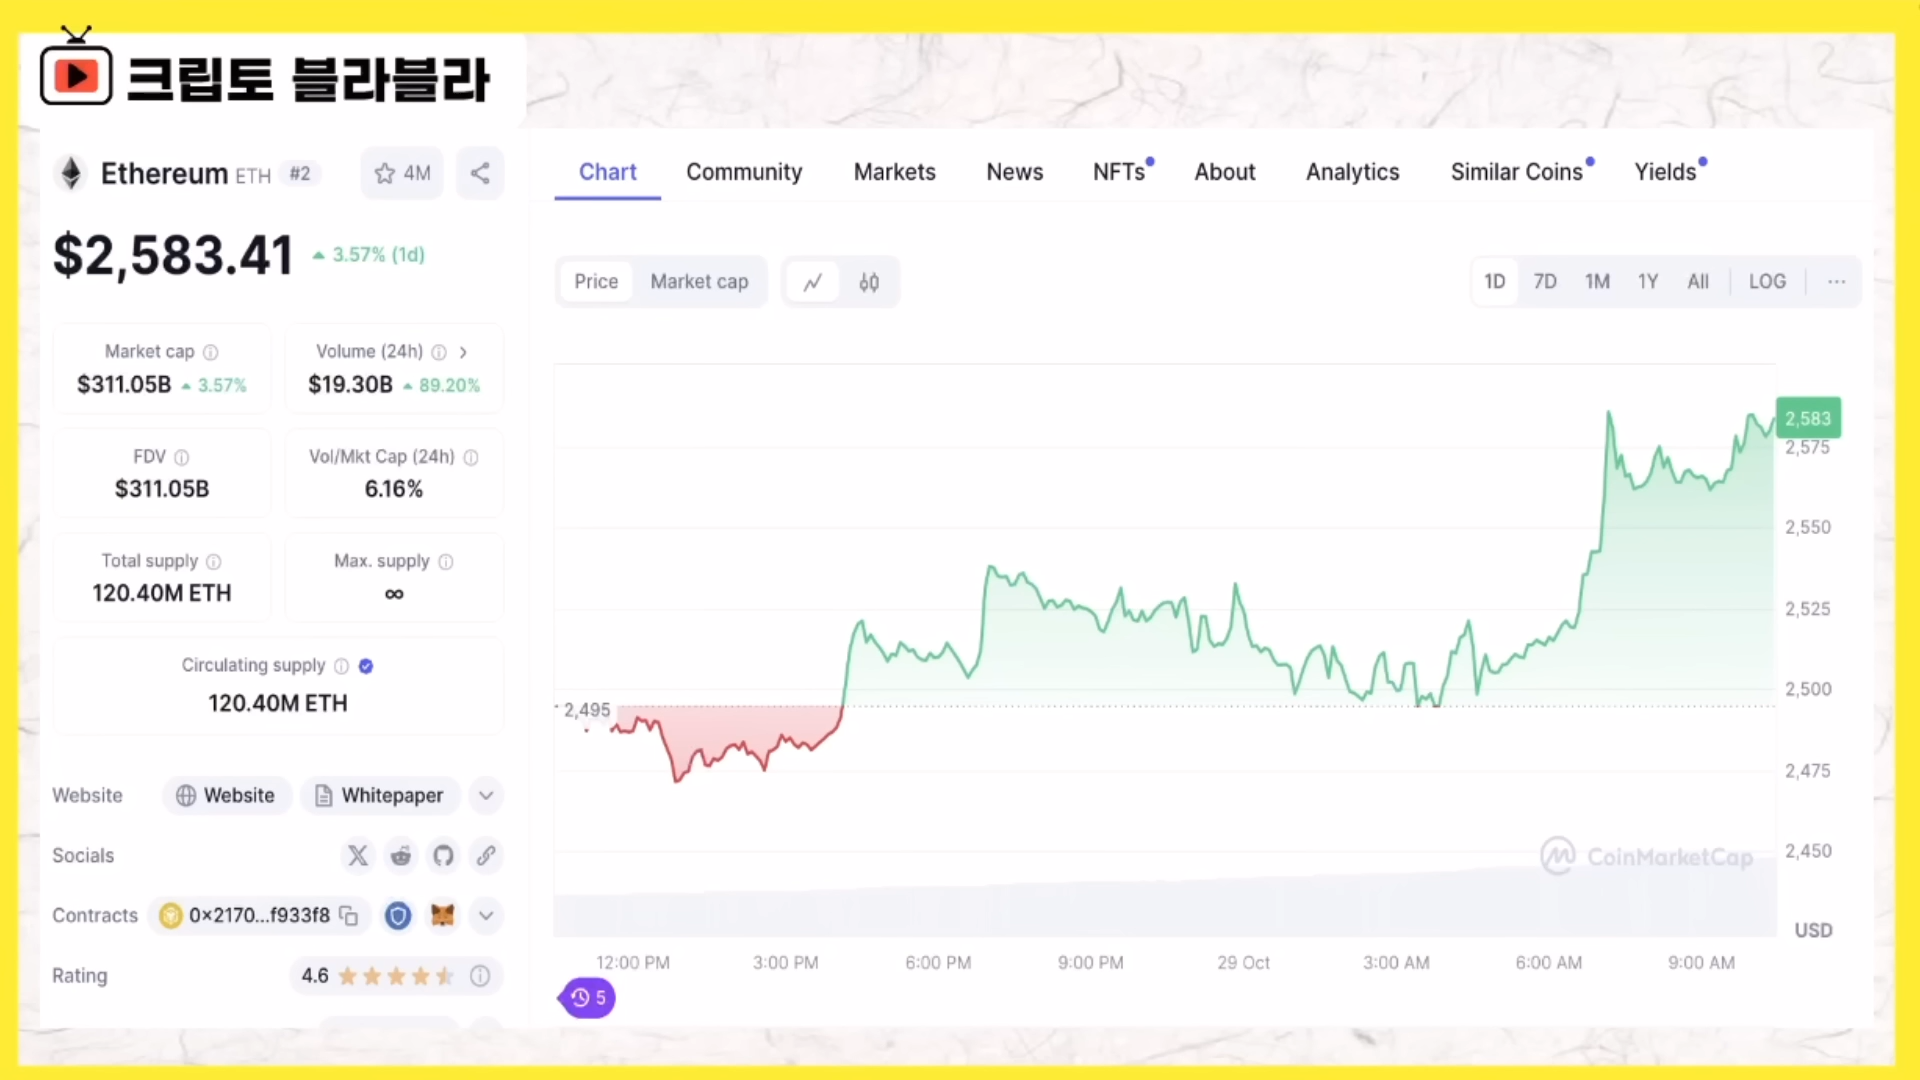 크립토 블라블라
Ethereum ETH #2 4M
$2,583.41 3.57% (1d)
Market cap
$311.05B 3.57%
Volume (24h)
$19.30B 89.20%
FDV
$311.05B
Vol/Mkt Cap (24h)
6.16%
Total supply
120.40M ETH
Max. supply
∞
Circulating supply
120.40M ETH
Website Website Whitepaper
Socials
Contracts 0×2170...f933f8
Rating 4.6
Chart Community Markets News NFTs About Analytics Similar Coins Yields
Price Market cap
1D 7D 1M 1Y All LOG ...
2,583
2,575
2,550
2,525
2,500
2,495
2,475
2,450
CoinMarketCap
USD
12:00 PM 3:00 PM 6:00 PM 9:00 PM 29 Oct 3:00 AM 6:00 AM 9:00 AM
5